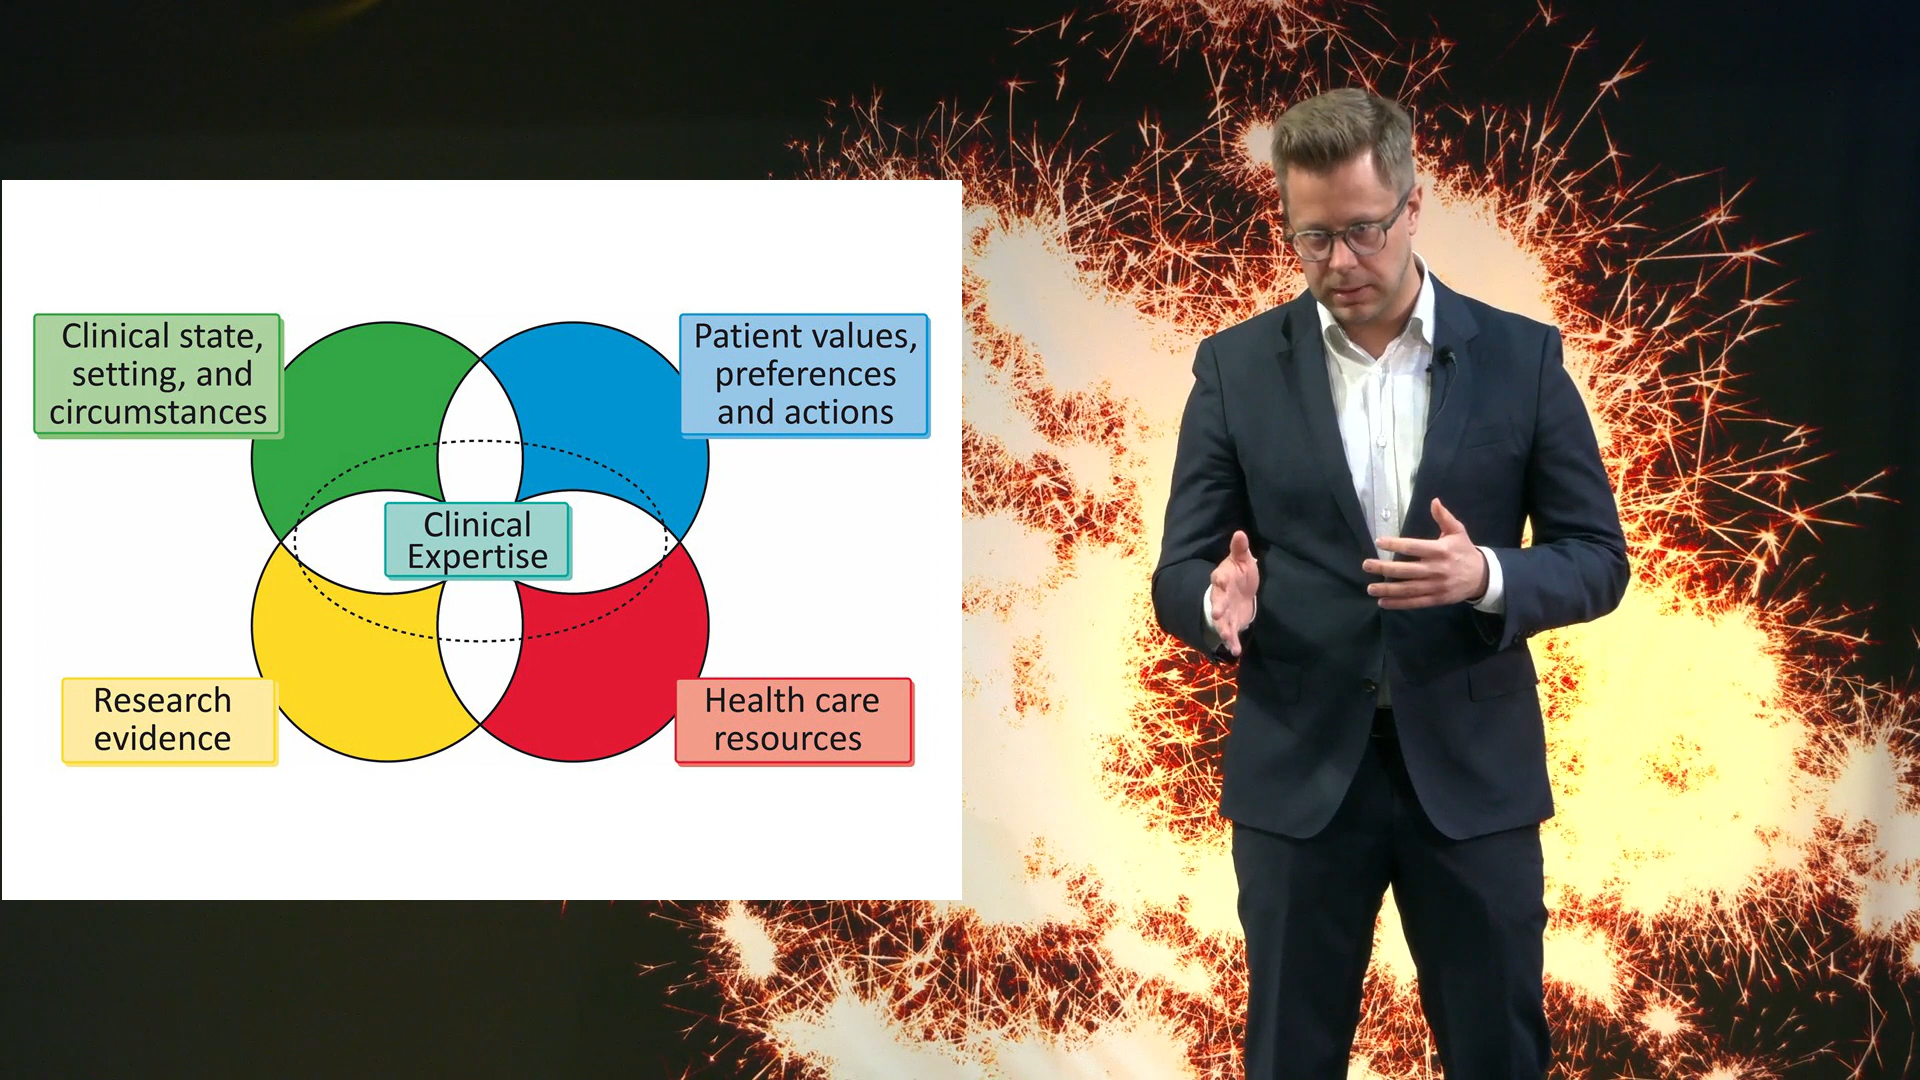 Clinical state,
setting, and
circumstances
Patient values,
preferences
and actions
Clinical
Expertise
Research
evidence
Health care
resources